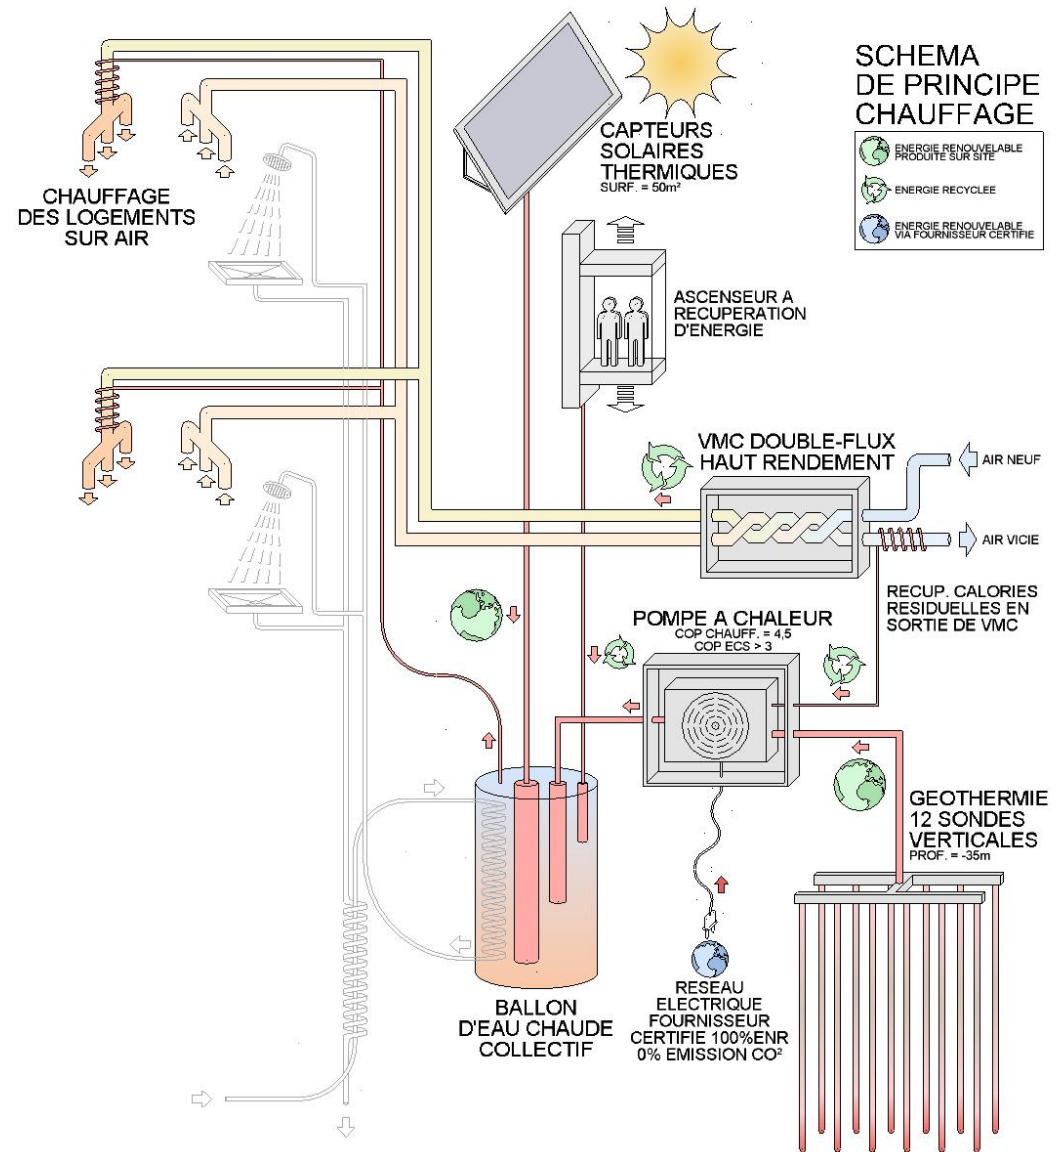 SCHEMA
DE PRINCIPE
CHAUFFAGE
ENERGIE RENOUVELABLE
PRODUITE SUR SITE
ENERGIE RECYCLEE
ENERGIE RENOUVELABLE
VIA FOURNISSEUR CERTIFIE
CAPTEURS
SOLAIRES
THERMIQUES
SURF. = 50m²
CHAUFFAGE
DES LOGEMENTS
SUR AIR
ASCENSEUR A
RECUPERATION
D'ENERGIE
VMC DOUBLE-FLUX
HAUT RENDEMENT
AIR NEUF
AIR VICIE
RECUP. CALORIES
RESIDUELLES EN
SORTIE DE VMC
POMPE A CHALEUR
COP CHAUFF. = 4,5
COP ECS > 3
GEOTHERMIE
12 SONDES
VERTICALES
PROF. = -35m
BALLON
D'EAU CHAUDE
COLLECTIF
RESEAU
ELECTRIQUE
FOURNISSEUR
CERTIFIE 100%ENR
0% EMISSION CO²